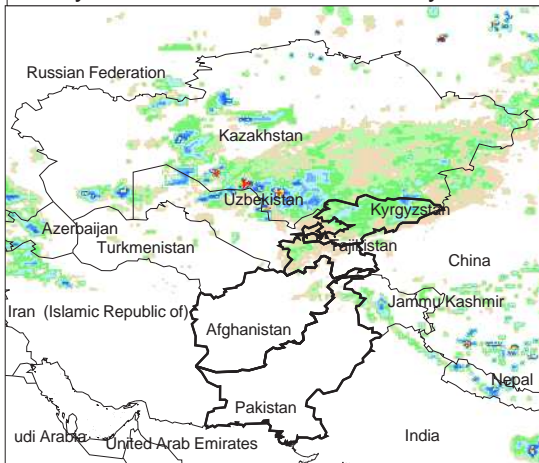 Russian Federation
Kazakhstan
Uzbekistan
Kyrgyzstan
Azerbaijan
Turkmenistan
Tajikistan
China
Iran (Islamic Republic of)
Jammu/Kashmir
Afghanistan
Nepal
Pakistan
udi Arabia
United Arab Emirates
India